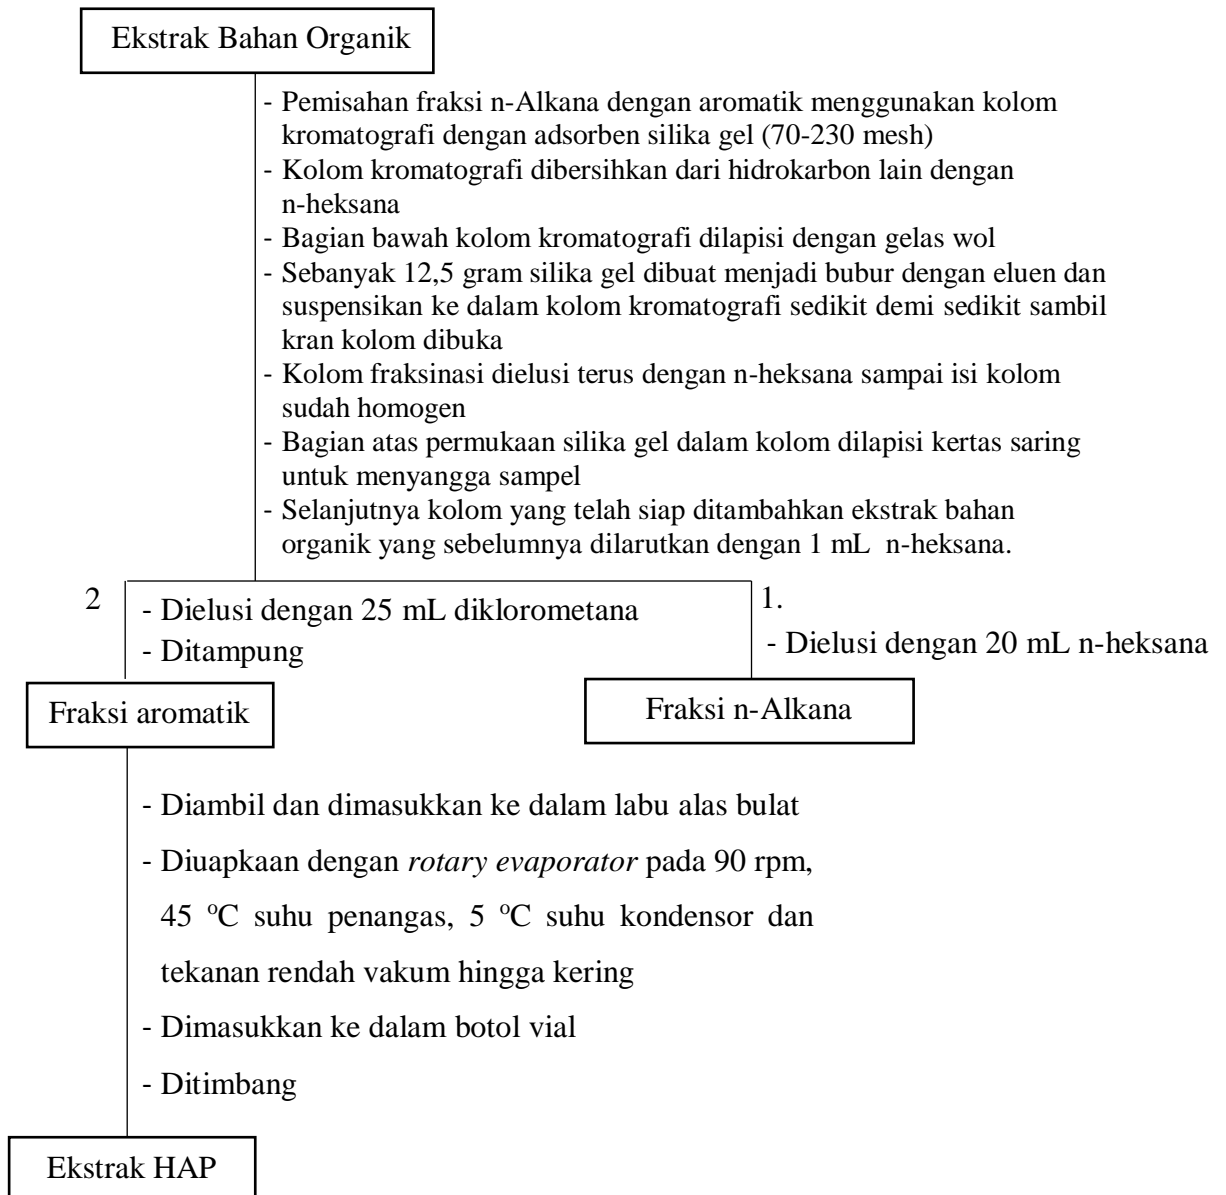 Ekstrak Bahan Organik
- Pemisahan fraksi n-Alkana dengan aromatik menggunakan kolom
kromatografi dengan adsorben silika gel (70-230 mesh)
- Kolom kromatografi dibersihkan dari hidrokarbon lain dengan
n-heksana
- Bagian bawah kolom kromatografi dilapisi dengan gelas wol
- Sebanyak 12,5 gram silika gel dibuat menjadi bubur dengan eluen dan
suspensikan ke dalam kolom kromatografi sedikit demi sedikit sambil
kran kolom dibuka
- Kolom fraksinasi dielusi terus dengan n-heksana sampai isi kolom
sudah homogen
- Bagian atas permukaan silika gel dalam kolom dilapisi kertas saring
untuk menyangga sampel
- Selanjutnya kolom yang telah siap ditambahkan ekstrak bahan
organik yang sebelumnya dilarutkan dengan 1 mL n-heksana.
2
- Dielusi dengan 25 mL diklorometana
- Ditampung
1.
- Dielusi dengan 20 mL n-heksana
Fraksi aromatik
Fraksi n-Alkana
- Diambil dan dimasukkan ke dalam labu alas bulat
- Diuapkaan dengan rotary evaporator pada 90 rpm,
45 °C suhu penangas, 5 °C suhu kondensor dan
tekanan rendah vakum hingga kering
- Dimasukkan ke dalam botol vial
- Ditimbang
Ekstrak HAP